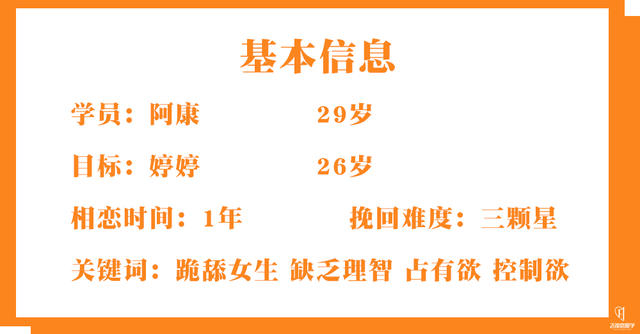 基本信息
学员：阿康 29岁
目标：婷婷 26岁
相恋时间：1年 挽回难度：三颗星
关键词：跪舔女生 缺乏理智 占有欲 控制欲